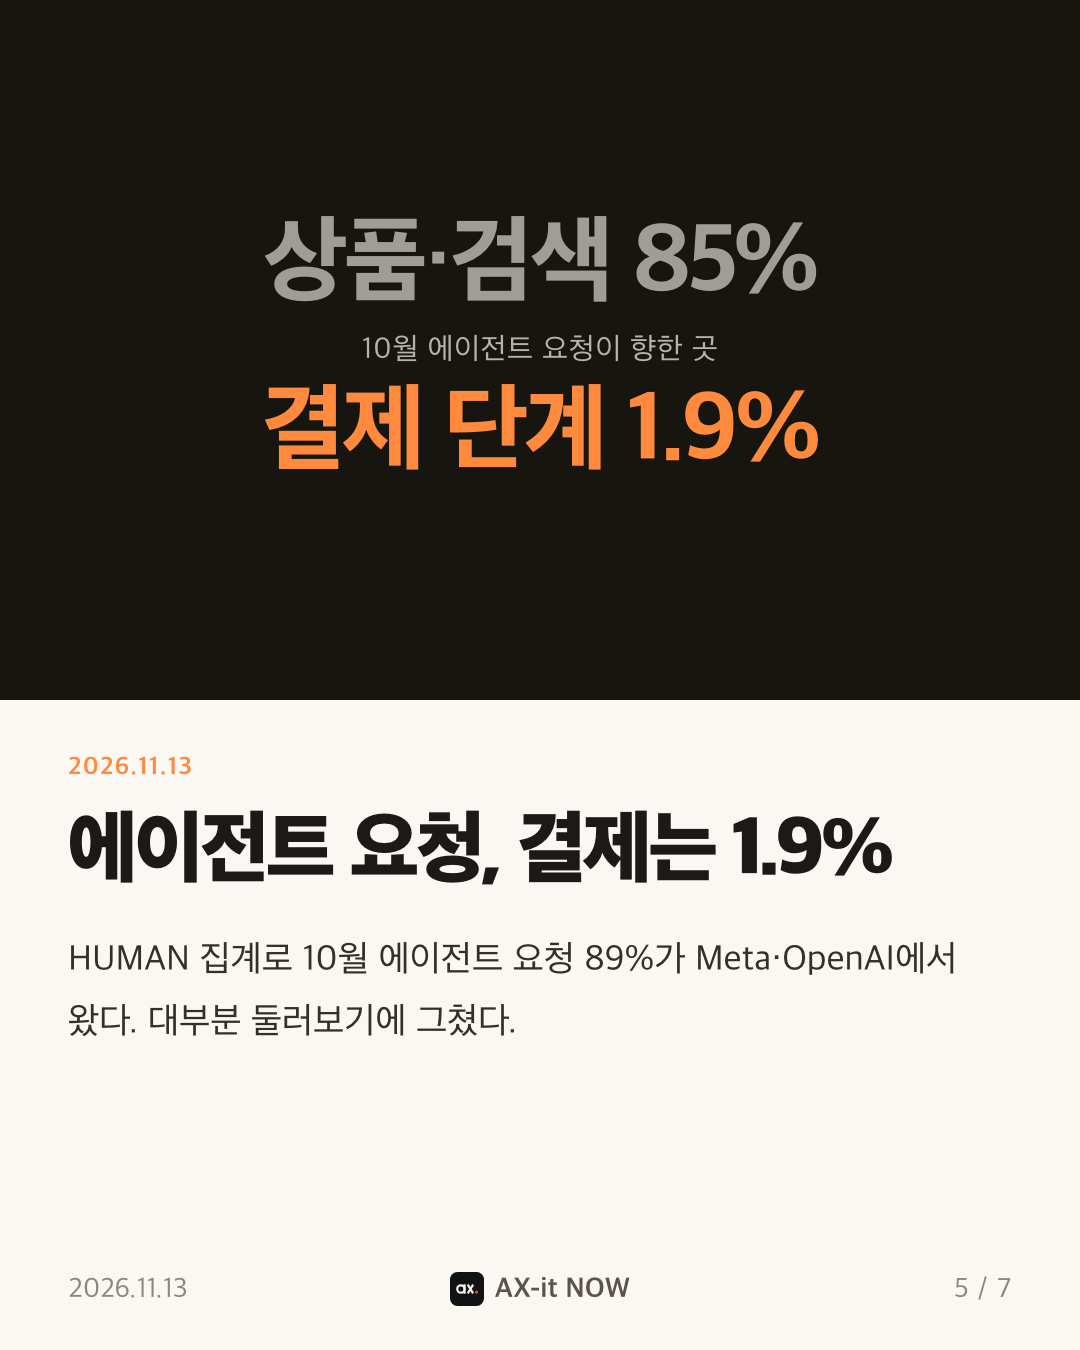 상품·검색 85%
10월 에이전트 요청이 향한 곳
결제 단계 1.9%
2026.11.13
에이전트 요청, 결제는 1.9%
HUMAN 집계로 10월 에이전트 요청 89%가 Meta·OpenAI에서
왔다. 대부분 둘러보기에 그쳤다.
2026.11.13
ax. AX-it NOW
5 / 7